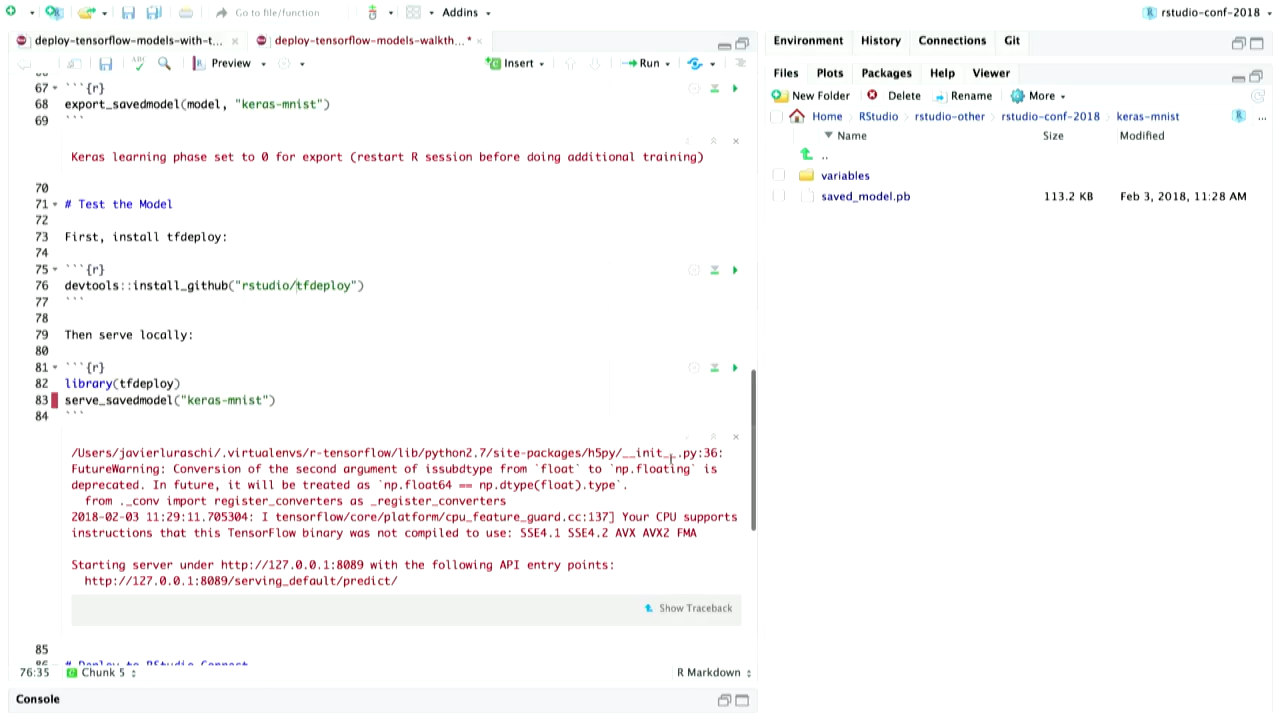 Go to file/function
Addins
rstudio-conf-2018
deploy-tensorflow-models-with-t...
deploy-tensorflow-models-walkth...*
Preview
Insert
Run
67 ```{r}
68 export_savedmodel(model, "keras-mnist")
69 ```
Keras learning phase set to 0 for export (restart R session before doing additional training)
70
71 # Test the Model
72
73 First, install tfdeploy:
74
75 ```{r}
76 devtools::install_github("rstudio/tfdeploy")
77 ```
78
79 Then serve locally:
80
81 ```{r}
82 library(tfdeploy)
83 serve_savedmodel("keras-mnist")
84 ```
/Users/javierluraschi/.virtualenvs/r-tensorflow/lib/python2.7/site-packages/h5py/__init__.py:36:
FutureWarning: Conversion of the second argument of issubdtype from `float` to `np.floating` is
deprecated. In future, it will be treated as `np.float64 == np.dtype(float).type`.
from ._conv import register_converters as _register_converters
2018-02-03 11:29:11.705304: I tensorflow/core/platform/cpu_feature_guard.cc:137] Your CPU supports
instructions that this TensorFlow binary was not compiled to use: SSE4.1 SSE4.2 AVX AVX2 FMA
Starting server under http://127.0.0.1:8089 with the following API entry points:
http://127.0.0.1:8089/serving_default/predict/
Show Traceback
85
86 # Deploy to RStudio Connect
76:35 Chunk 5 R Markdown
Console
Environment History Connections Git
Files Plots Packages Help Viewer
New Folder Delete Rename More
Home RStudio rstudio-other rstudio-conf-2018 keras-mnist ...
Name Size Modified
..
variables
saved_model.pb 113.2 KB Feb 3, 2018, 11:28 AM